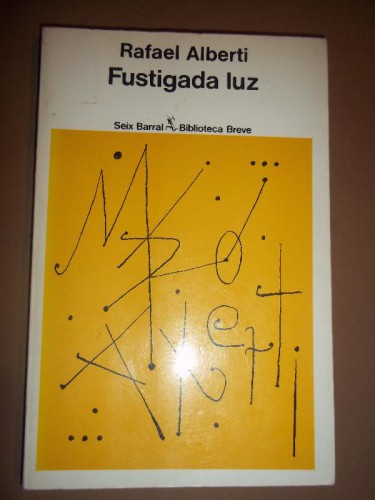 Rafael Alberti
Fustigada luz
Seix Barral Biblioteca Breve